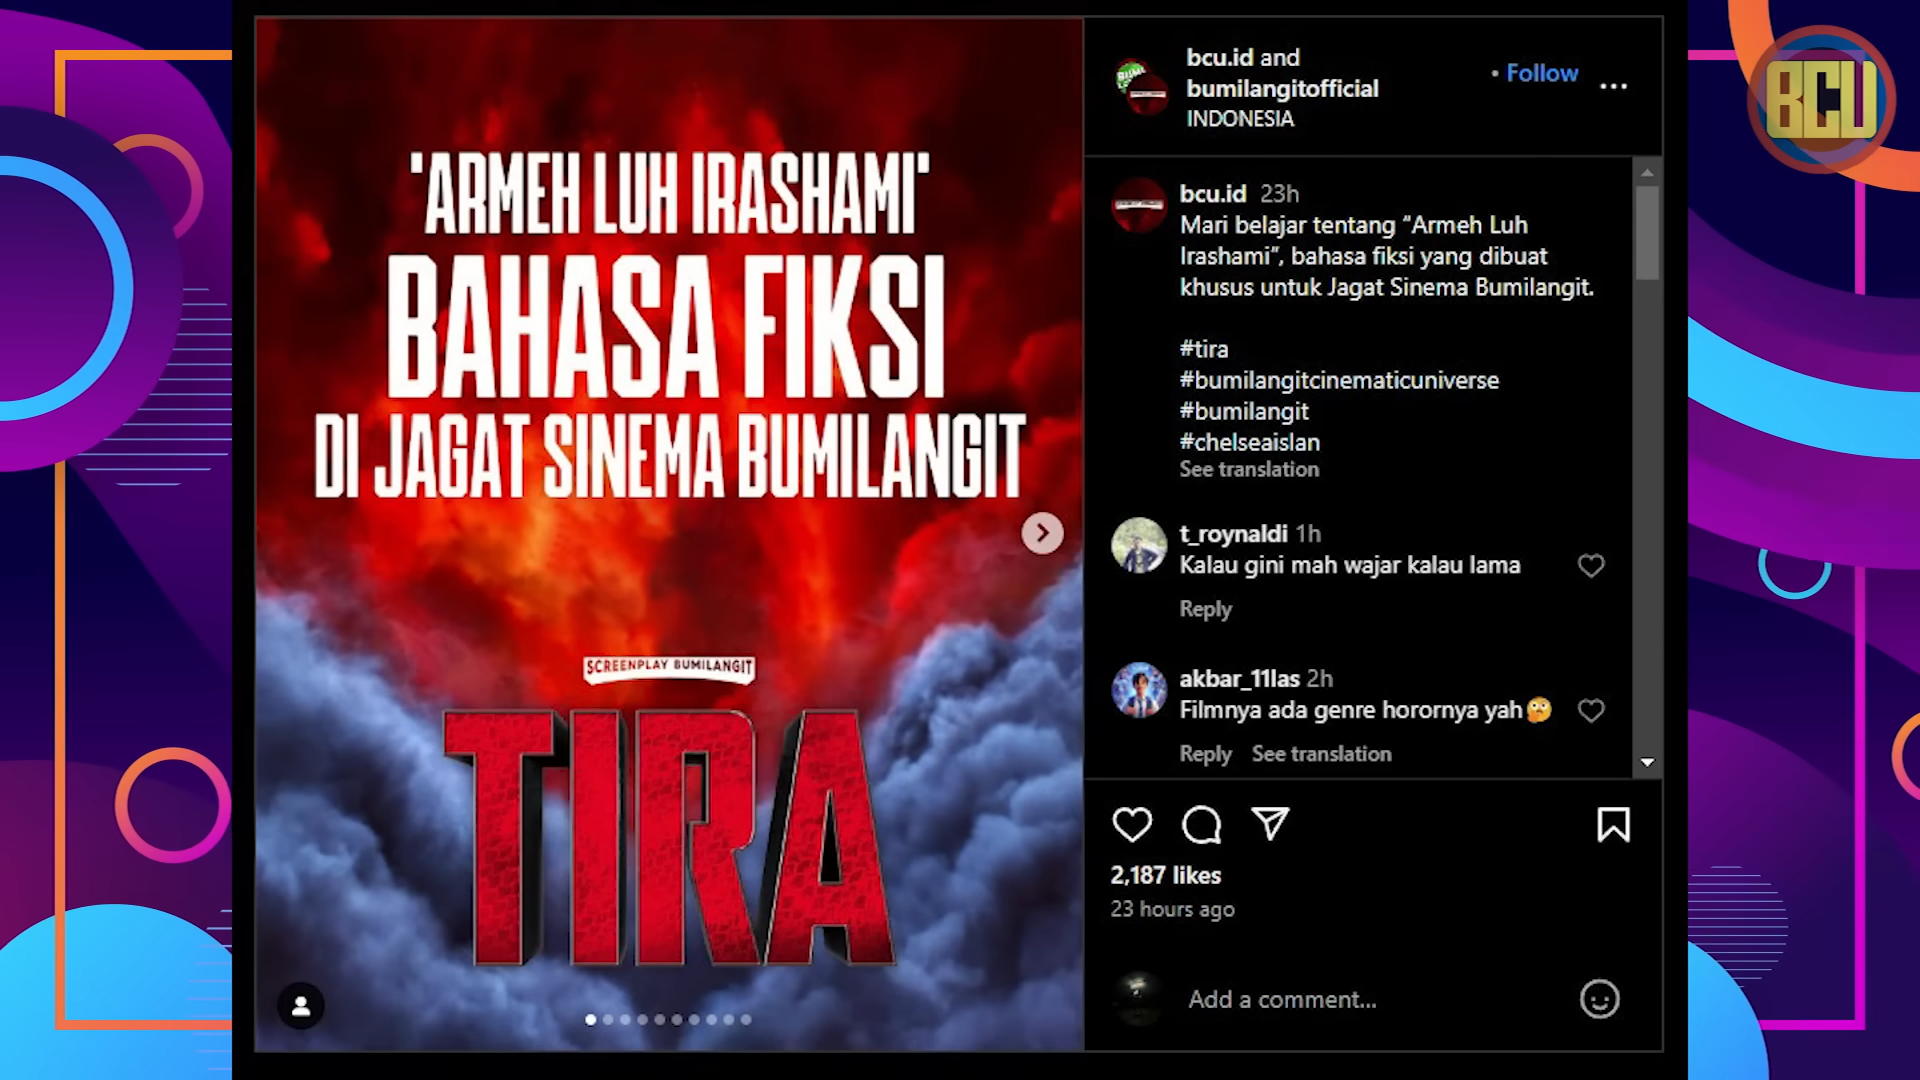 'ARMEH LUH IRASHAMI'
BAHASA FIKSI
DI JAGAT SINEMA BUMILANGIT
SCREENPLAY BUMILANGIT
TIRA
bcu.id and
bumilangitofficial
INDONESIA
• Follow
BCU
bcu.id 23h
Mari belajar tentang “Armeh Luh
Irashami”, bahasa fiksi yang dibuat
khusus untuk Jagat Sinema Bumilangit.
#tira
#bumilangitcinematicuniverse
#bumilangit
#chelseaislan
See translation
t_roynaldi 1h
Kalau gini mah wajar kalau lama
Reply
akbar_11las 2h
Filmnya ada genre horornya yah🤔
Reply See translation
2,187 likes
23 hours ago
Add a comment...